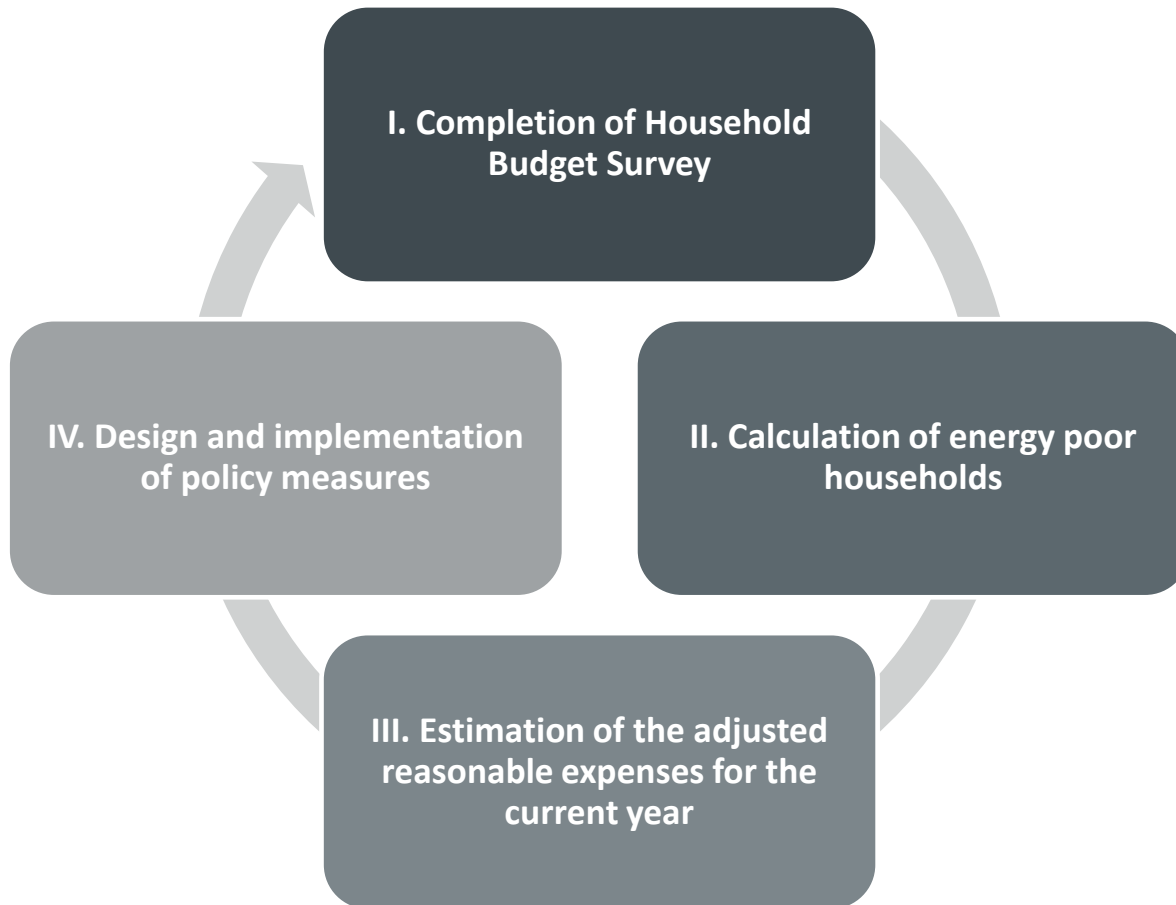 I. Completion of Household
Budget Survey
II. Calculation of energy poor
households
III. Estimation of the adjusted
reasonable expenses for the
current year
IV. Design and implementation
of policy measures